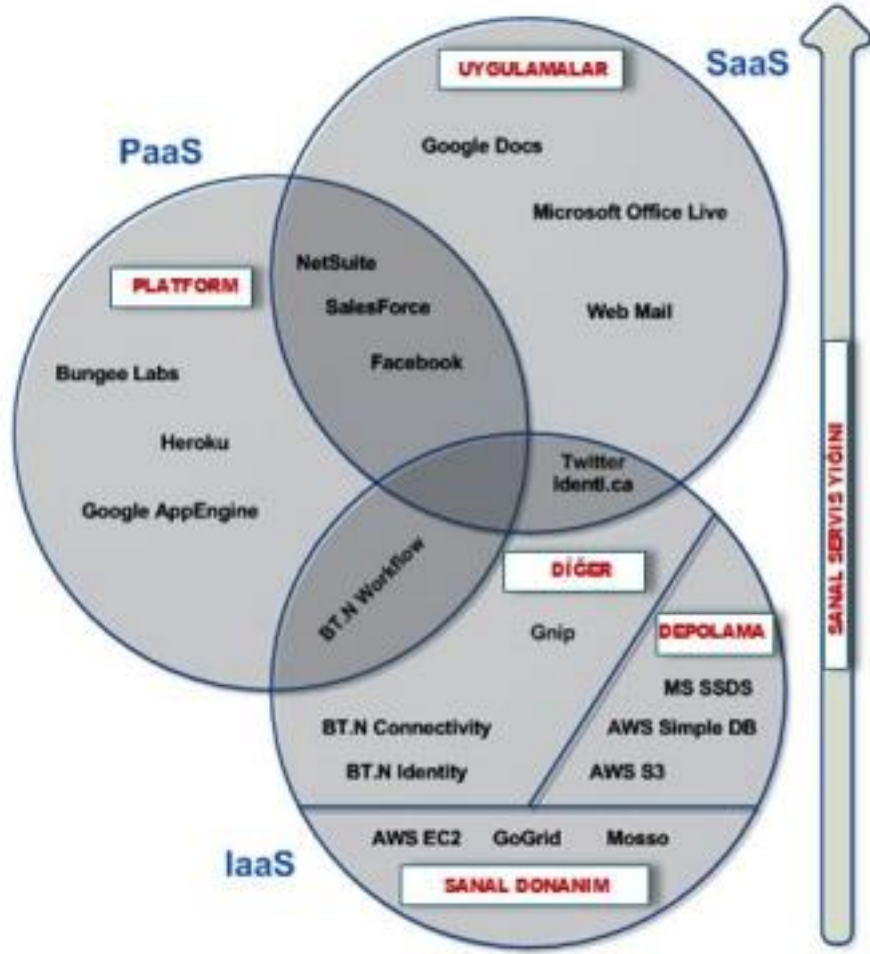 SaaS
UYGULAMALAR
Google Docs
Microsoft Office Live
Web Mail
PaaS
PLATFORM
NetSuite
SalesForce
Facebook
Bungee Labs
Heroku
Google AppEngine
Twitter
Identi.ca
BT.N Workflow
DİĞER
Gnip
DEPOLAMA
MS SSDS
AWS Simple DB
AWS S3
BT.N Connectivity
BT.N Identity
IaaS
AWS EC2 GoGrid Mosso
SANAL DONANIM
SANAL SERVIS YIĞINI